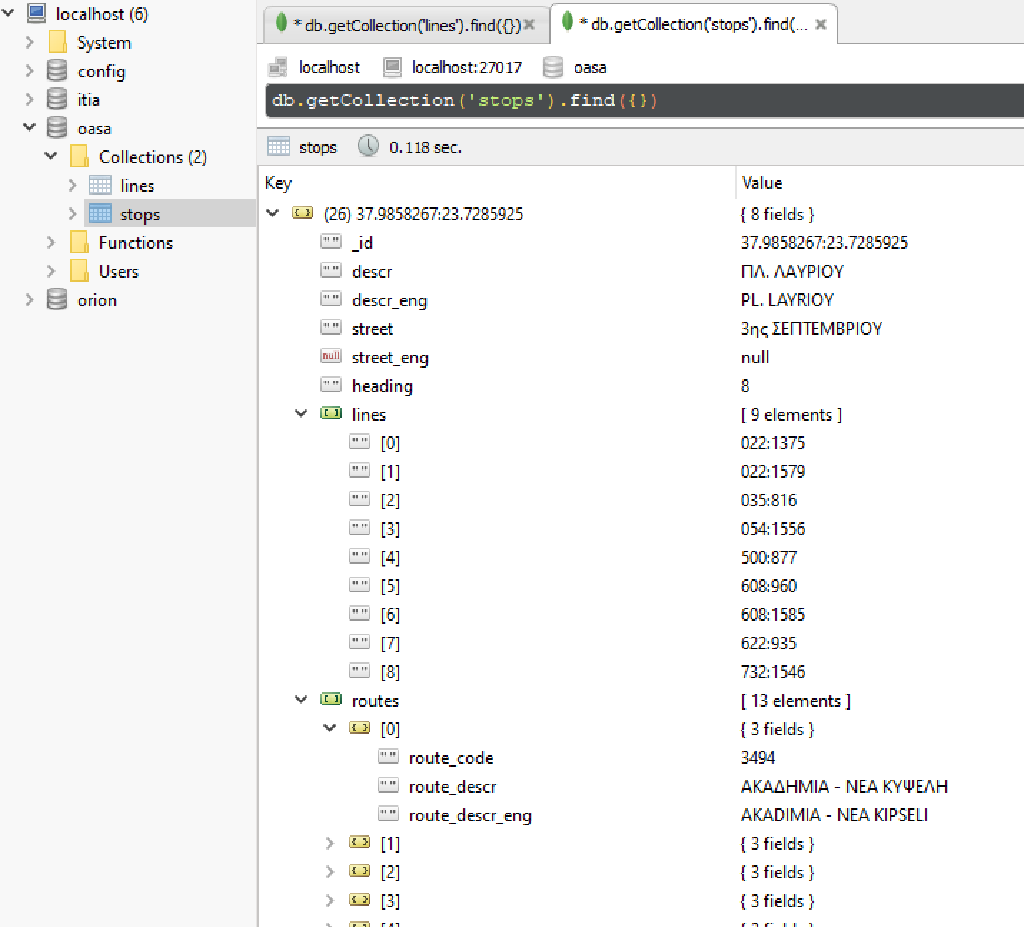 localhost (6)
System
config
itia
oasa
Collections (2)
lines
stops
Functions
Users
orion
* db.getCollection('lines').find({})
* db.getCollection('stops').find(...
localhost localhost:27017 oasa
db.getCollection('stops').find({})
stops 0.118 sec.
Key Value
(26) 37.9858267:23.7285925 { 8 fields }
"" _id 37.9858267:23.7285925
"" descr ΠΛ. ΛΑΥΡΙΟΥ
"" descr_eng PL. LAYRIOY
"" street 3ης ΣΕΠΤΕΜΒΡΙΟΥ
null street_eng null
"" heading 8
lines [ 9 elements ]
"" [0] 022:1375
"" [1] 022:1579
"" [2] 035:816
"" [3] 054:1556
"" [4] 500:877
"" [5] 608:960
"" [6] 608:1585
"" [7] 622:935
"" [8] 732:1546
routes [ 13 elements ]
[0] { 3 fields }
"" route_code 3494
"" route_descr ΑΚΑΔΗΜΙΑ - ΝΕΑ ΚΥΨΕΛΗ
"" route_descr_eng AKADIMIA - NEA KIPSELI
[1] { 3 fields }
[2] { 3 fields }
[3] { 3 fields }